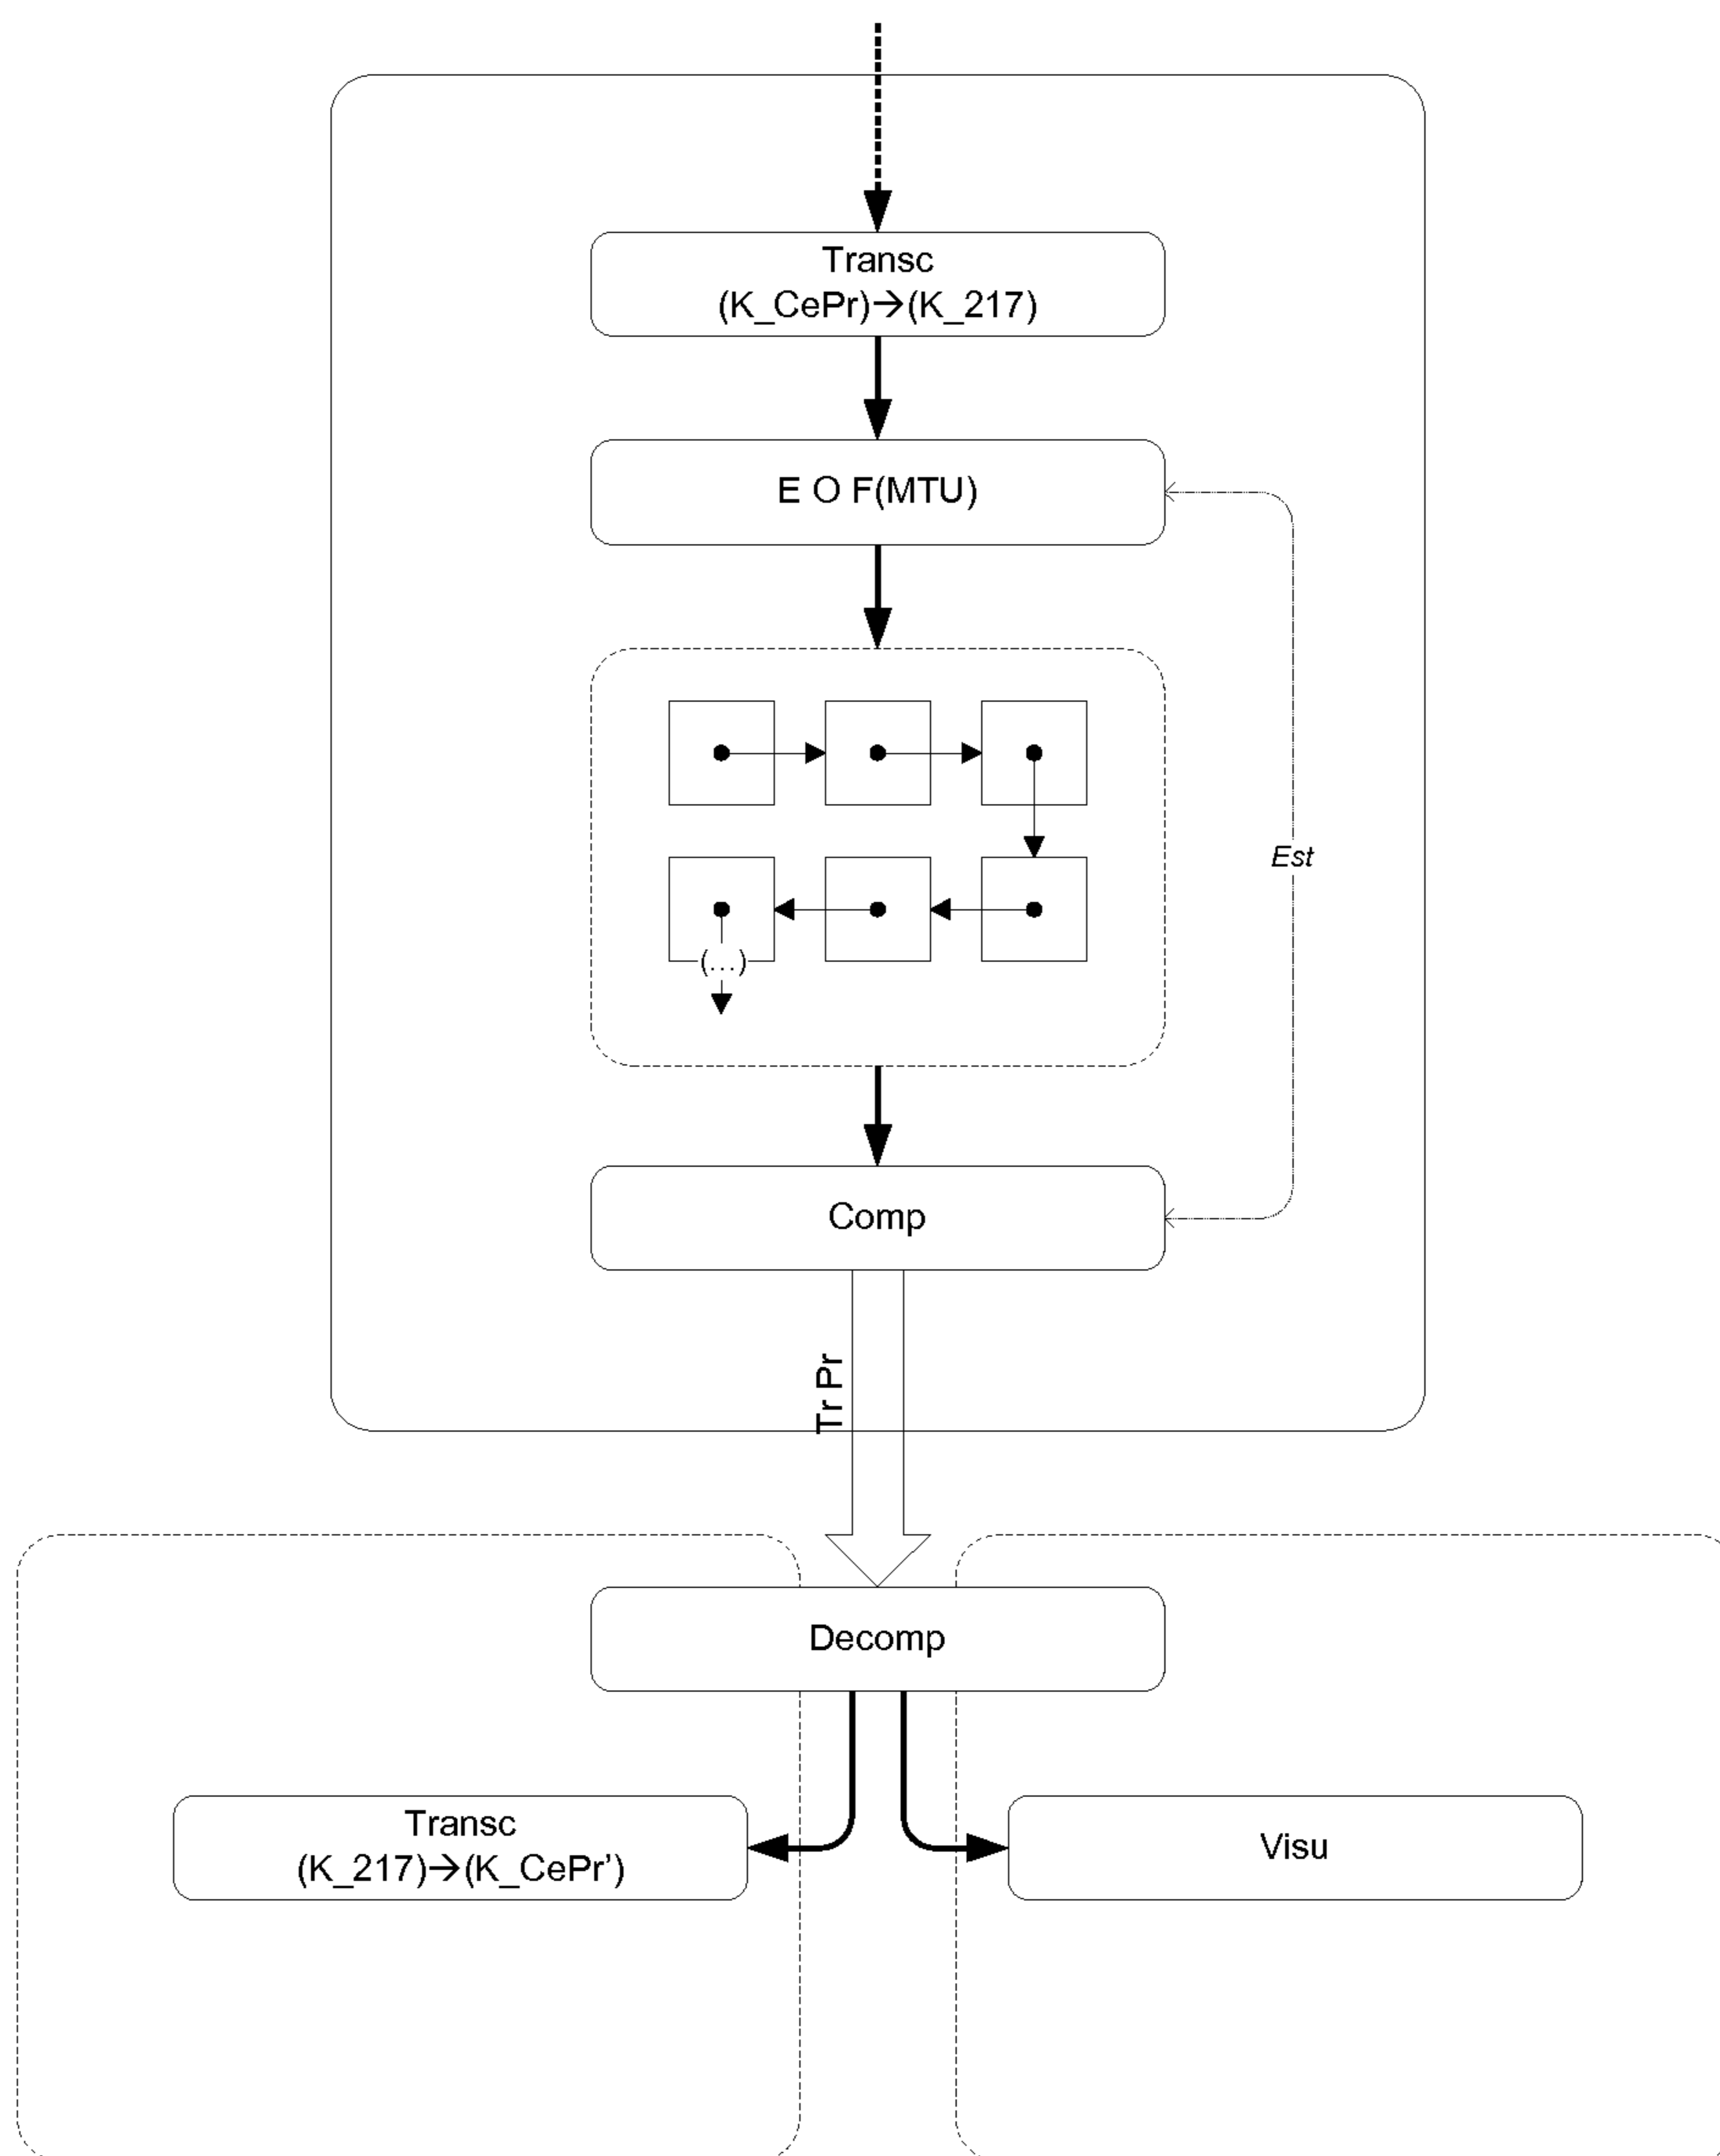 Transc
(K_CePr)→(K_217)
E O F(MTU)
(...)
Est
Comp
Tr Pr
Decomp
Transc
(K_217)→(K_CePr’)
Visu